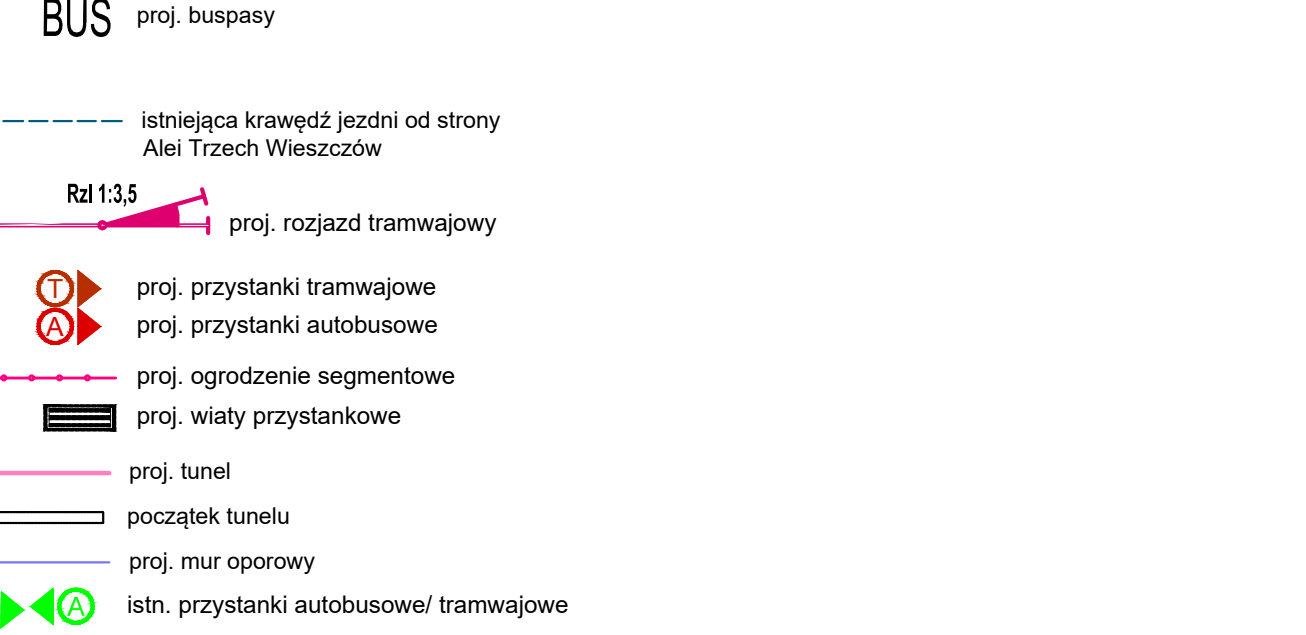 BUS proj. buspasy
istniejąca krawędź jezdni od strony
Alei Trzech Wieszczów
Rzl 1:3,5
proj. rozjazd tramwajowy
T proj. przystanki tramwajowe
A proj. przystanki autobusowe
proj. ogrodzenie segmentowe
proj. wiaty przystankowe
proj. tunel
początek tunelu
proj. mur oporowy
A istn. przystanki autobusowe/ tramwajowe